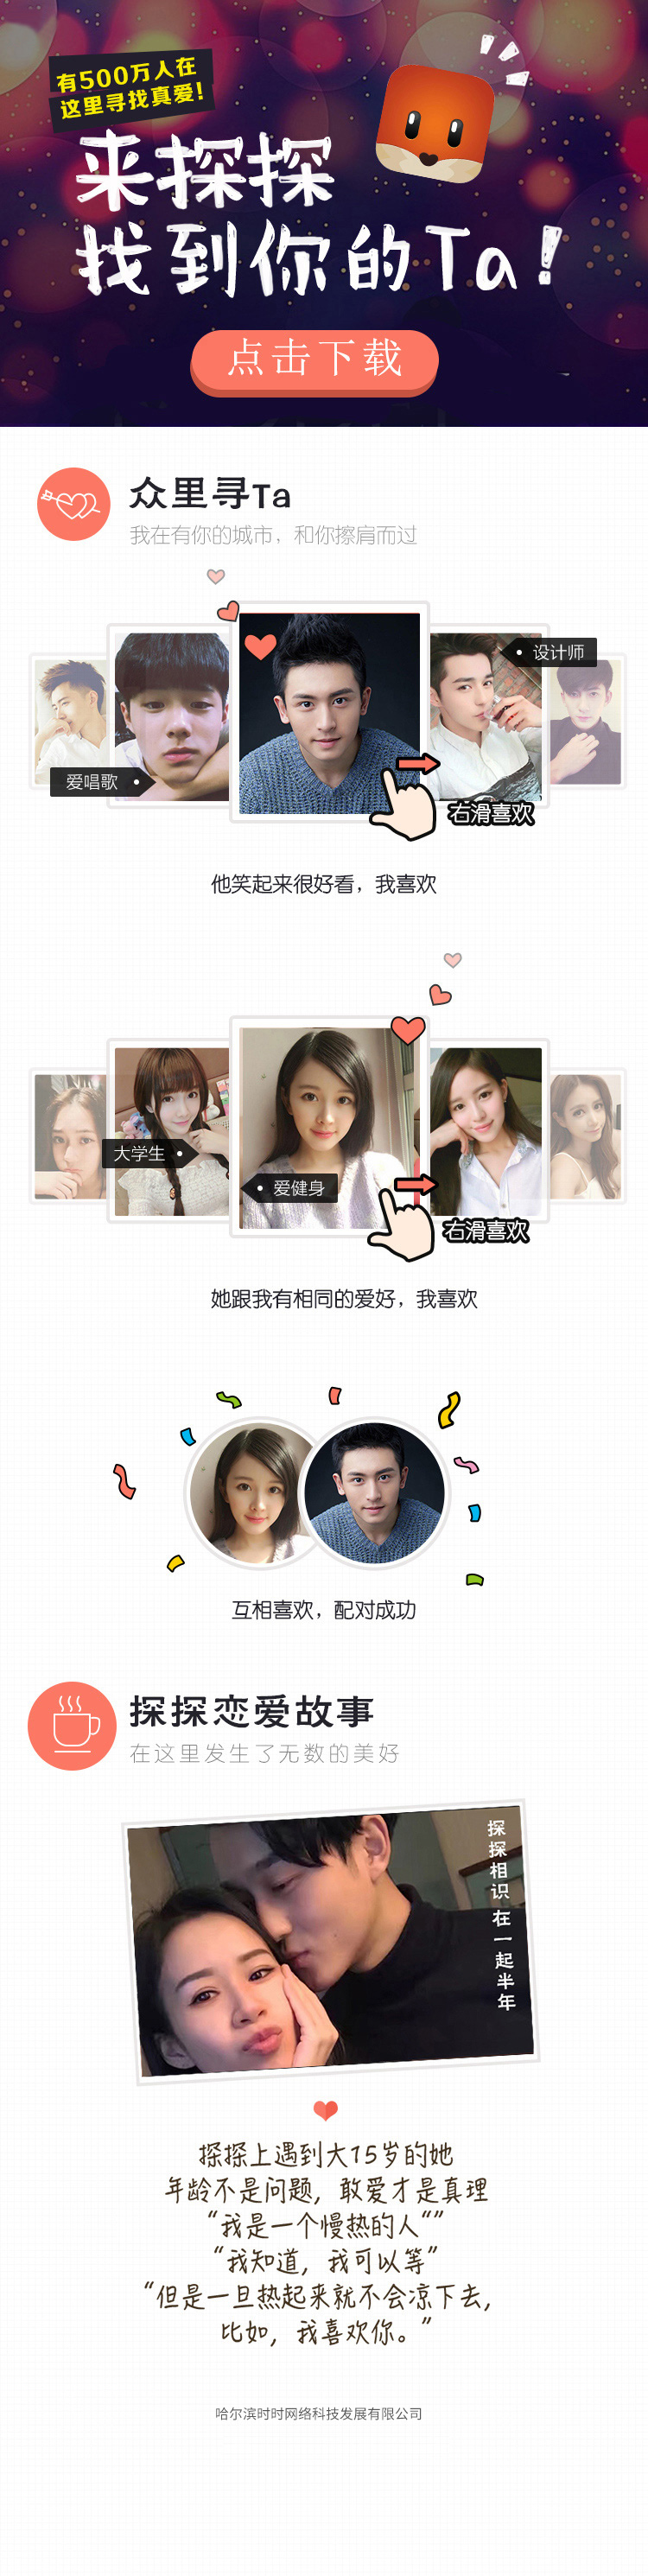 有500万人在
这里寻找真爱!
来探探
找到你的Ta!
点击下载
众里寻Ta
我在有你的城市，和你擦肩而过
设计师
爱唱歌
右滑喜欢
他笑起来很好看，我喜欢
大学生
爱健身
右滑喜欢
她跟我有相同的爱好，我喜欢
互相喜欢，配对成功
探探恋爱故事
在这里发生了无数的美好
探探相识 在一起半年
探探上遇到大15岁的她
年龄不是问题，敢爱才是真理
“我是一个慢热的人“”
“我知道，我可以等”
“但是一旦热起来就不会凉下去，
比如，我喜欢你。”
哈尔滨时时网络科技发展有限公司